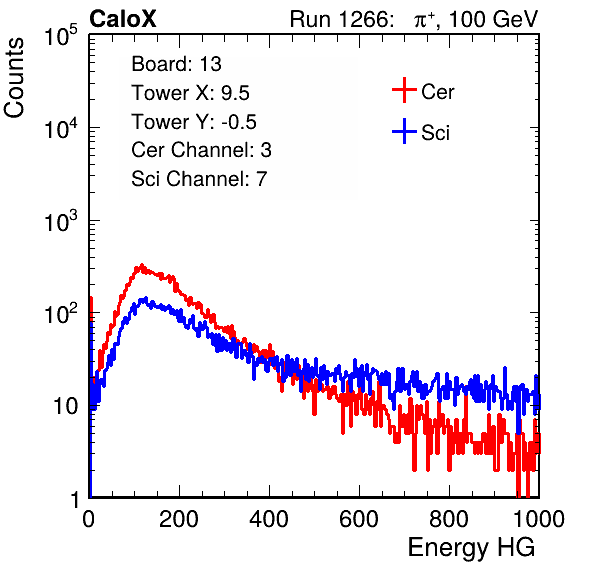 CaloX Run 1266: π⁺, 100 GeV
Counts
10⁵
10⁴
10³
10²
10
1
Board: 13
Tower X: 9.5
Tower Y: -0.5
Cer Channel: 3
Sci Channel: 7
Cer
Sci
0 200 400 600 800 1000
Energy HG